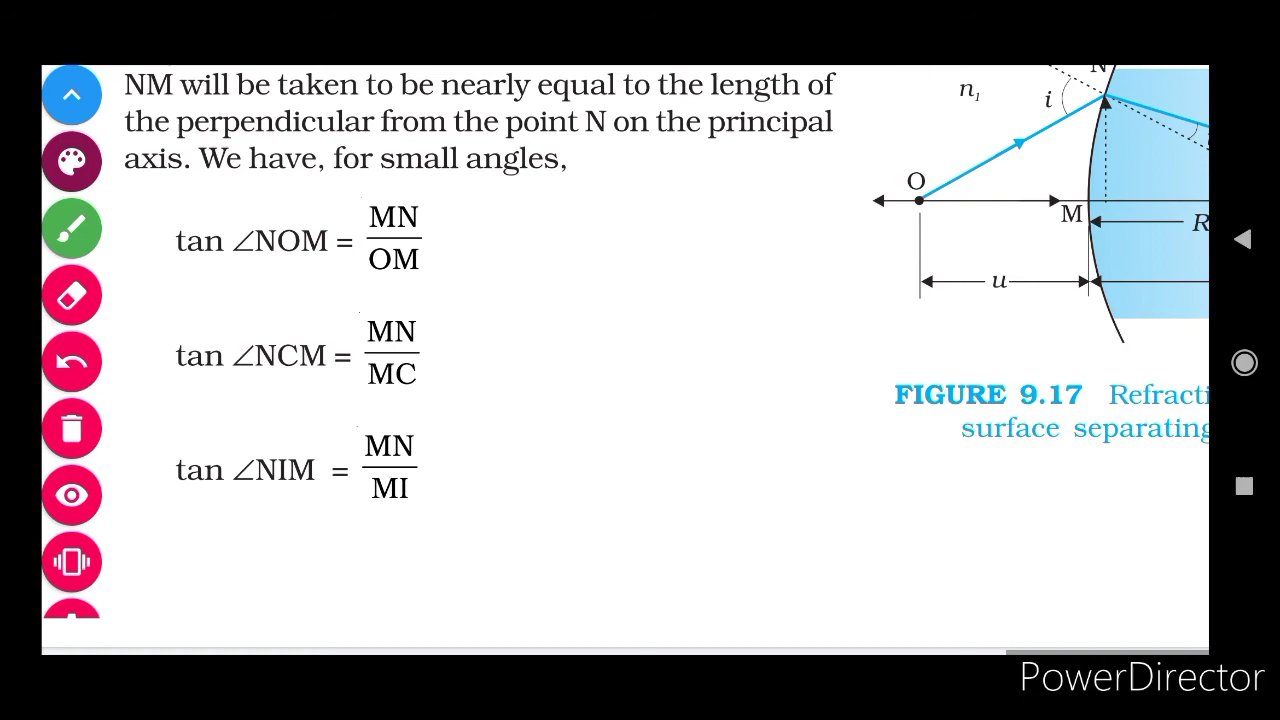 NM will be taken to be nearly equal to the length of
the perpendicular from the point N on the principal
axis. We have, for small angles,
tan ∠NOM = MN/OM
tan ∠NCM = MN/MC
tan ∠NIM = MN/MI
N
n₁
i
O
M
R
u
FIGURE 9.17 Refracti
surface separating
PowerDirector